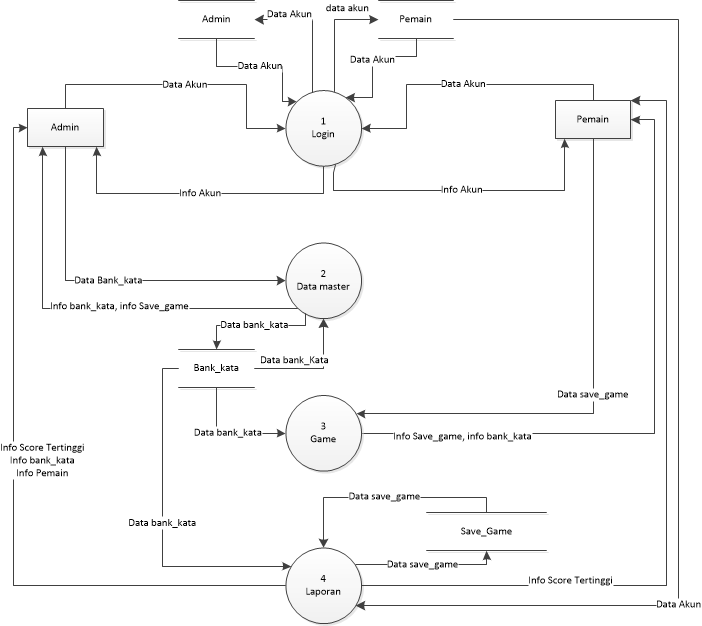 Admin
Data Akun
data akun
Pemain
Data Akun
Data Akun
Data Akun
Data Akun
Admin
1
Login
Pemain
Info Akun
Info Akun
2
Data master
Data Bank_kata
Info bank_kata, info Save_game
Data bank_kata
Data bank_Kata
Bank_kata
Data save_game
3
Game
Data bank_kata
Info Save_game, info bank_kata
Info Score Tertinggi
Info bank_kata
Info Pemain
Data save_game
Data bank_kata
Save_Game
Data save_game
4
Laporan
Info Score Tertinggi
Data Akun